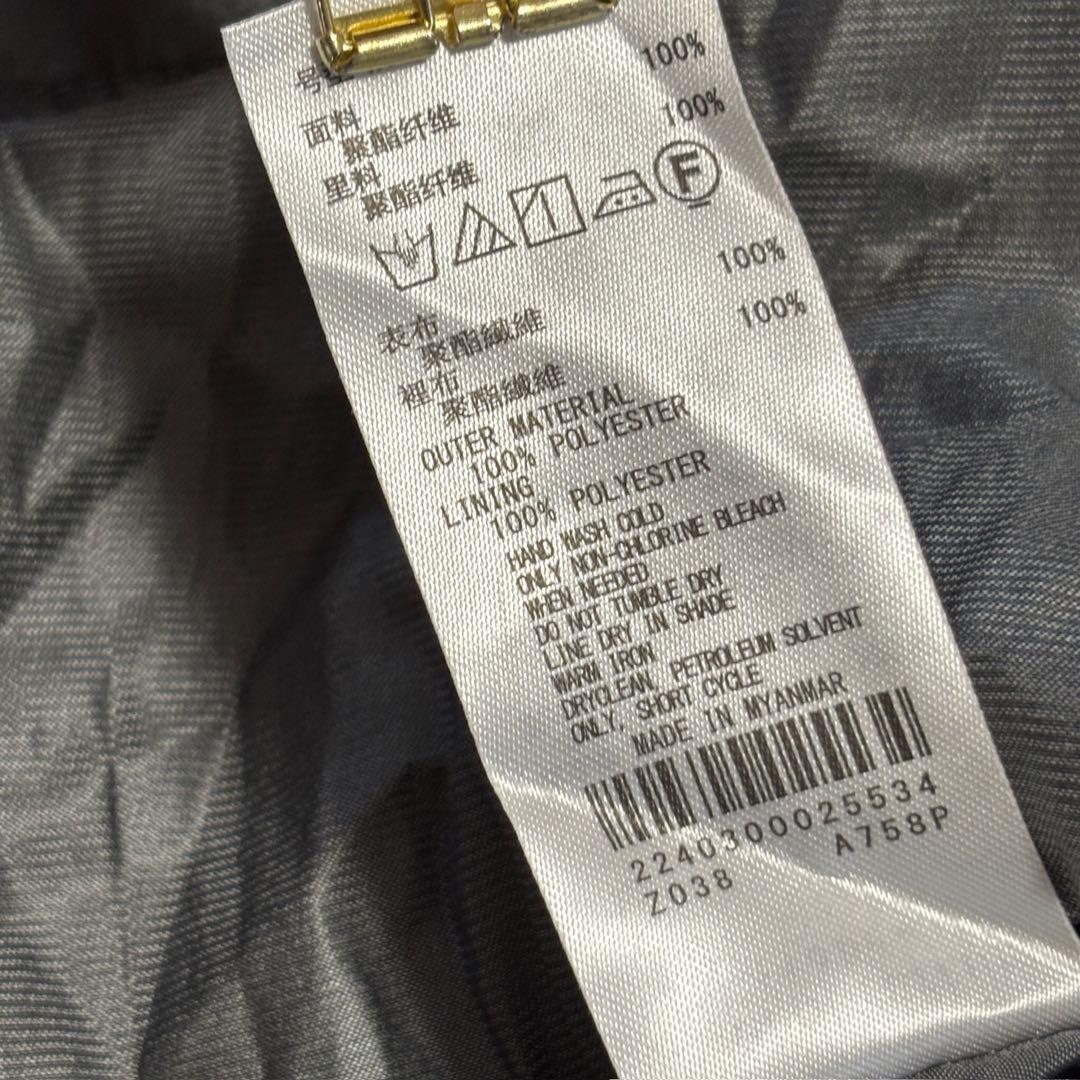 号型
100%
面料
聚酯纤维
100%
里料
聚酯纤维
F
100%
表布
聚酯纖維
100%
裡布
聚酯纖維
OUTER MATERIAL
100% POLYESTER
LINING
100% POLYESTER
HAND WASH COLD
ONLY NON-CHLORINE BLEACH
WHEN NEEDED
DO NOT TUMBLE DRY
LINE DRY IN SHADE
WARM IRON
DRYCLEAN, PETROLEUM SOLVENT
ONLY, SHORT CYCLE
MADE IN MYANMAR
2240300025534
A758P
Z038